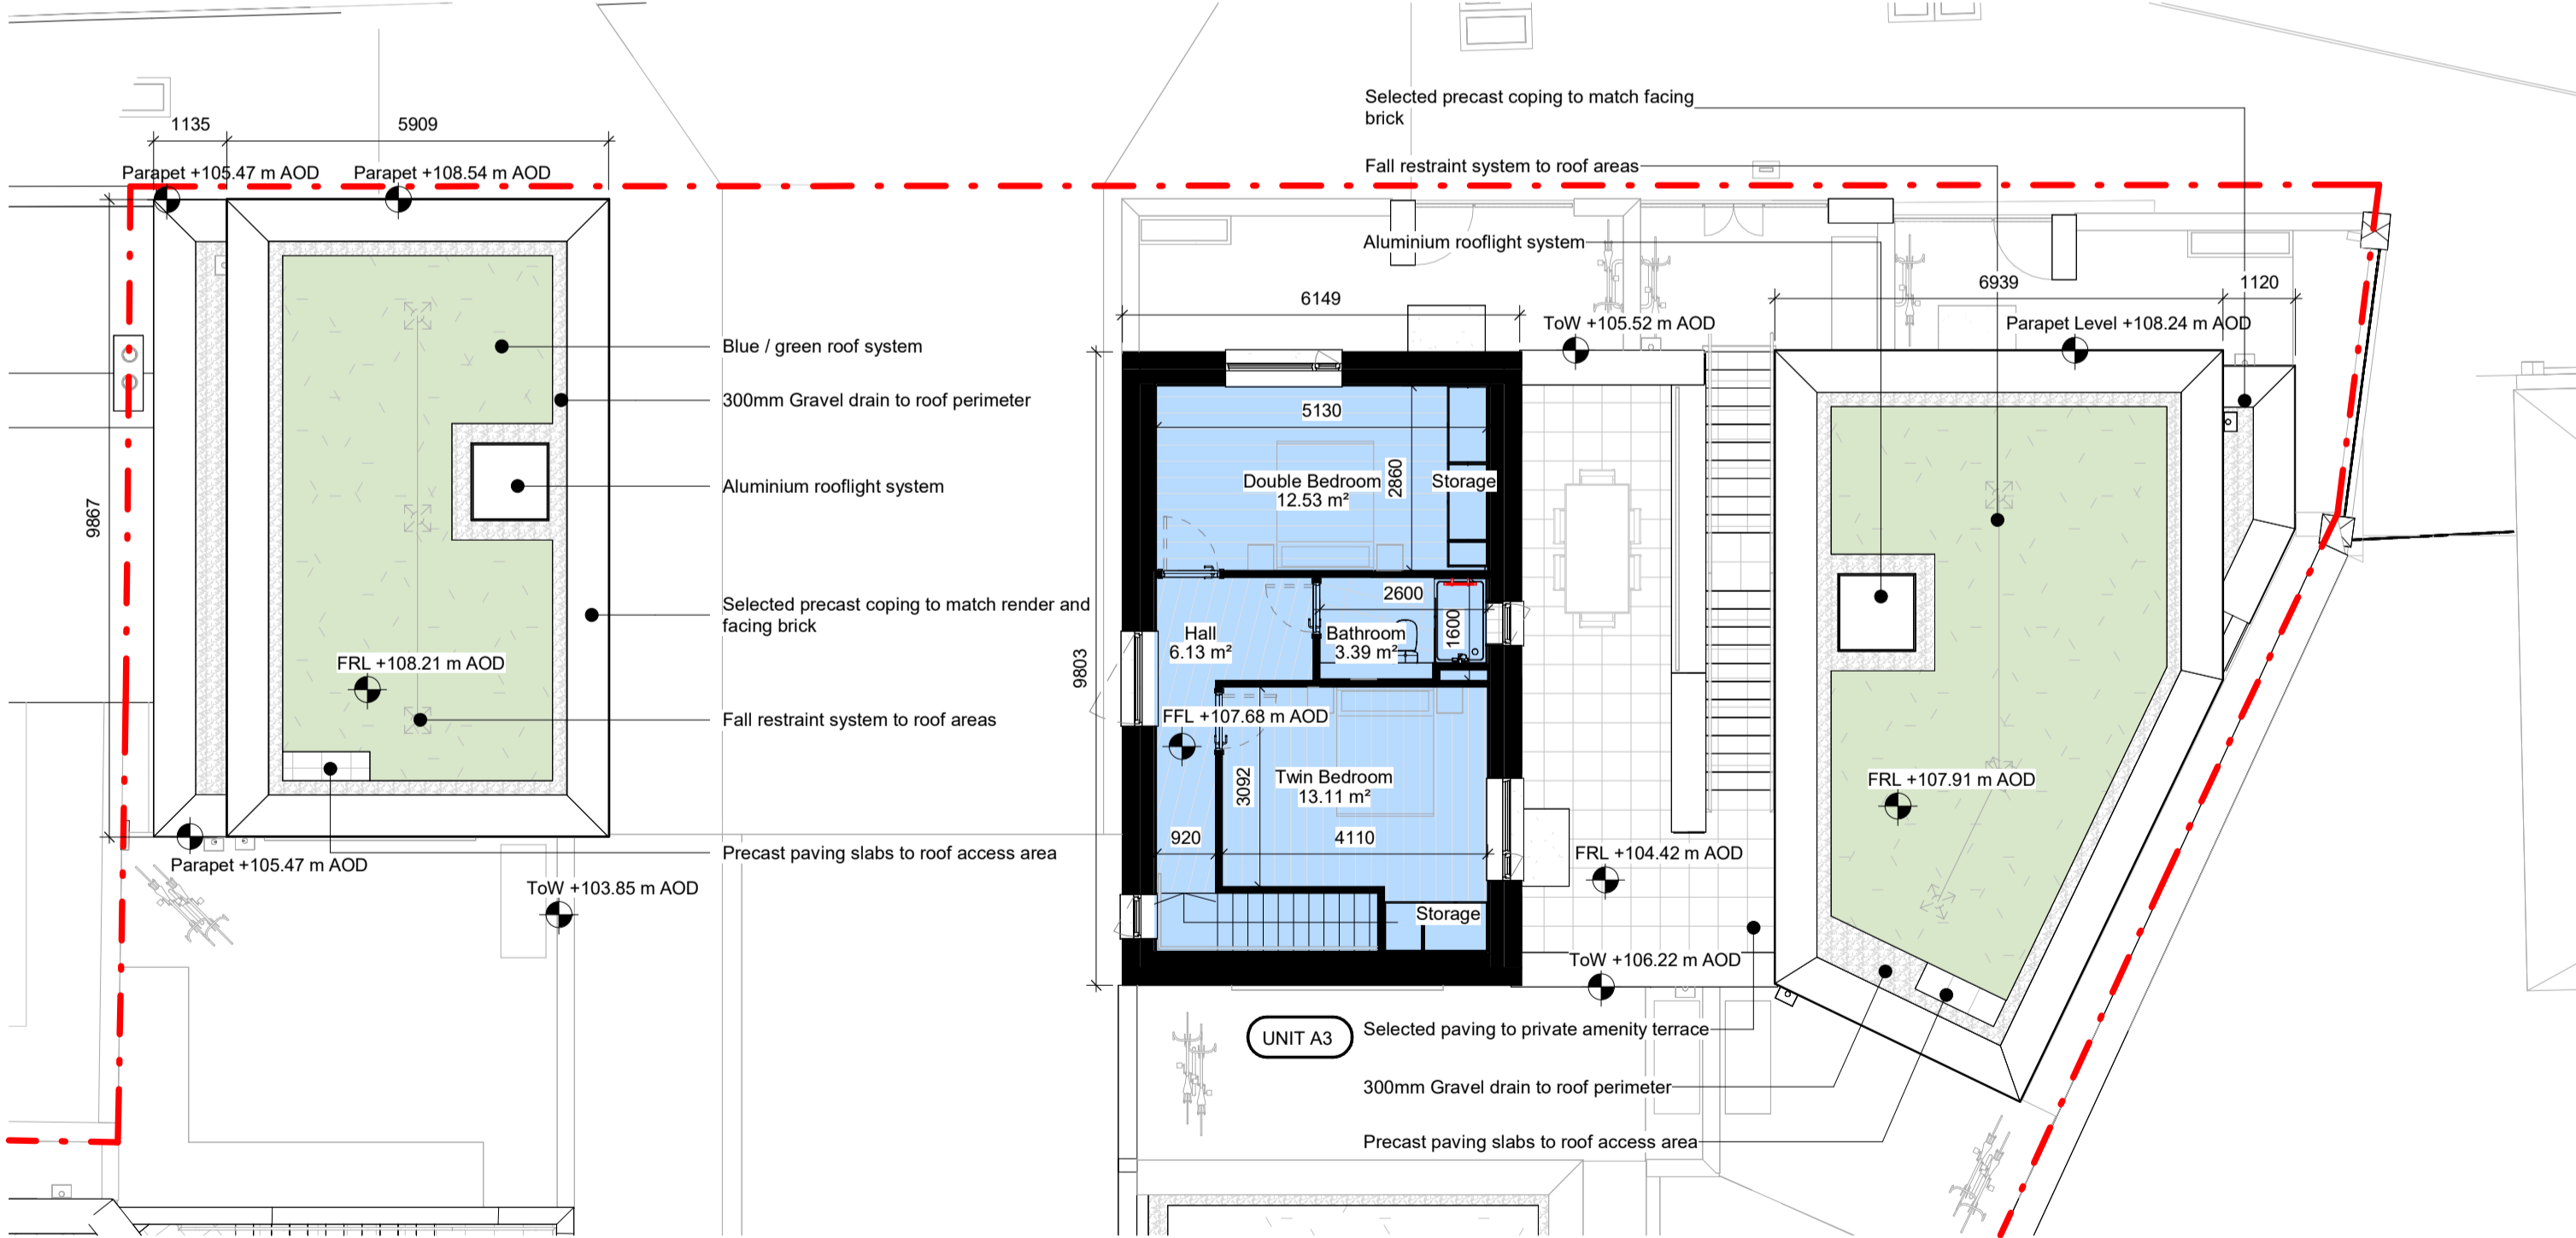 Selected precast coping to match facing
brick
1135
5909
Parapet +105.47 m AOD
Parapet +108.54 m AOD
Fall restraint system to roof areas
Aluminium rooflight system
6939
1120
6149
ToW +105.52 m AOD
Parapet Level +108.24 m AOD
Blue / green roof system
300mm Gravel drain to roof perimeter
5130
2860
Double Bedroom
12.53 m²
Storage
Aluminium rooflight system
9867
2600
Selected precast coping to match render and
facing brick
Hall
6.13 m²
Bathroom
3.39 m²
1600
9803
FRL +108.21 m AOD
Fall restraint system to roof areas
FFL +107.68 m AOD
Twin Bedroom
13.11 m²
3092
FRL +107.91 m AOD
920
4110
Precast paving slabs to roof access area
FRL +104.42 m AOD
Parapet +105.47 m AOD
ToW +103.85 m AOD
Storage
ToW +106.22 m AOD
UNIT A3
Selected paving to private amenity terrace
300mm Gravel drain to roof perimeter
Precast paving slabs to roof access area